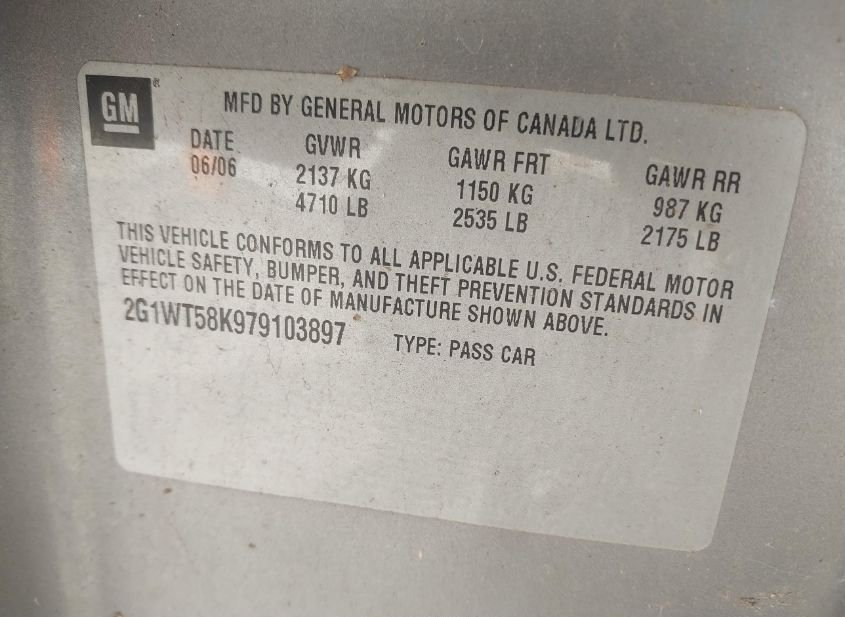 GM ®
MFD BY GENERAL MOTORS OF CANADA LTD.
DATE GVWR GAWR FRT GAWR RR
06/06 2137 KG 1150 KG 987 KG
4710 LB 2535 LB 2175 LB
THIS VEHICLE CONFORMS TO ALL APPLICABLE U.S. FEDERAL MOTOR
VEHICLE SAFETY, BUMPER, AND THEFT PREVENTION STANDARDS IN
EFFECT ON THE DATE OF MANUFACTURE SHOWN ABOVE.
2G1WT58K979103897 TYPE: PASS CAR